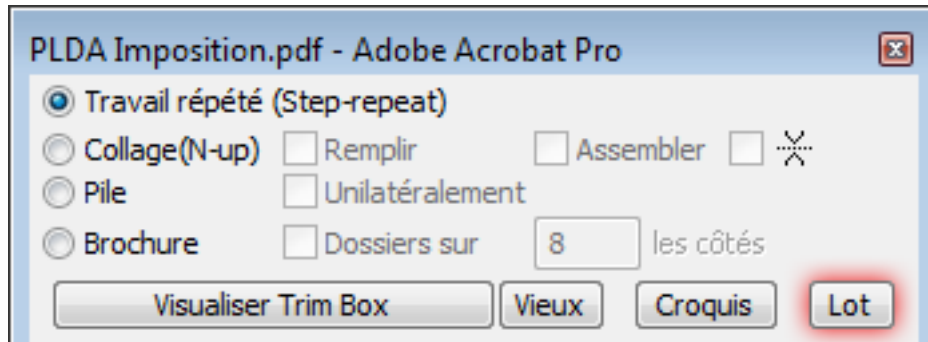 PLDA Imposition.pdf - Adobe Acrobat Pro
Travail répété (Step-repeat)
Collage(N-up) Remplir Assembler
Pile Unilatéralement
Brochure Dossiers sur 8 les côtés
Visualiser Trim Box Vieux Croquis Lot